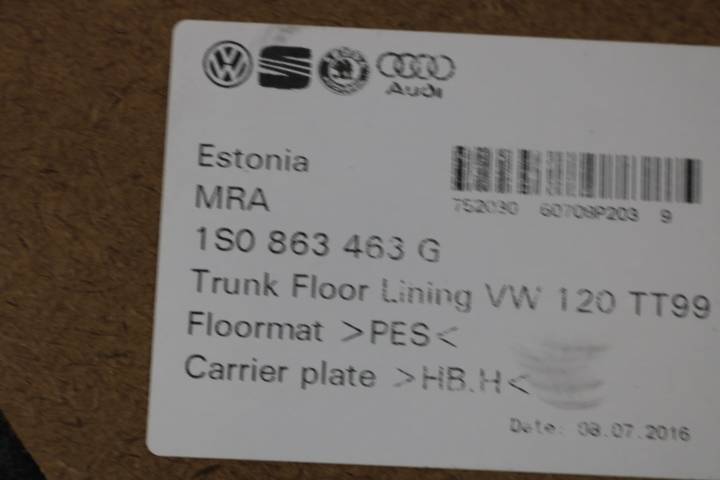 Audi
Estonia
MRA
752030 60708P203 9
1S0 863 463 G
Trunk Floor Lining VW 120 TT99
Floormat >PES<
Carrier plate >HB.H<
Date: 08.07.2016